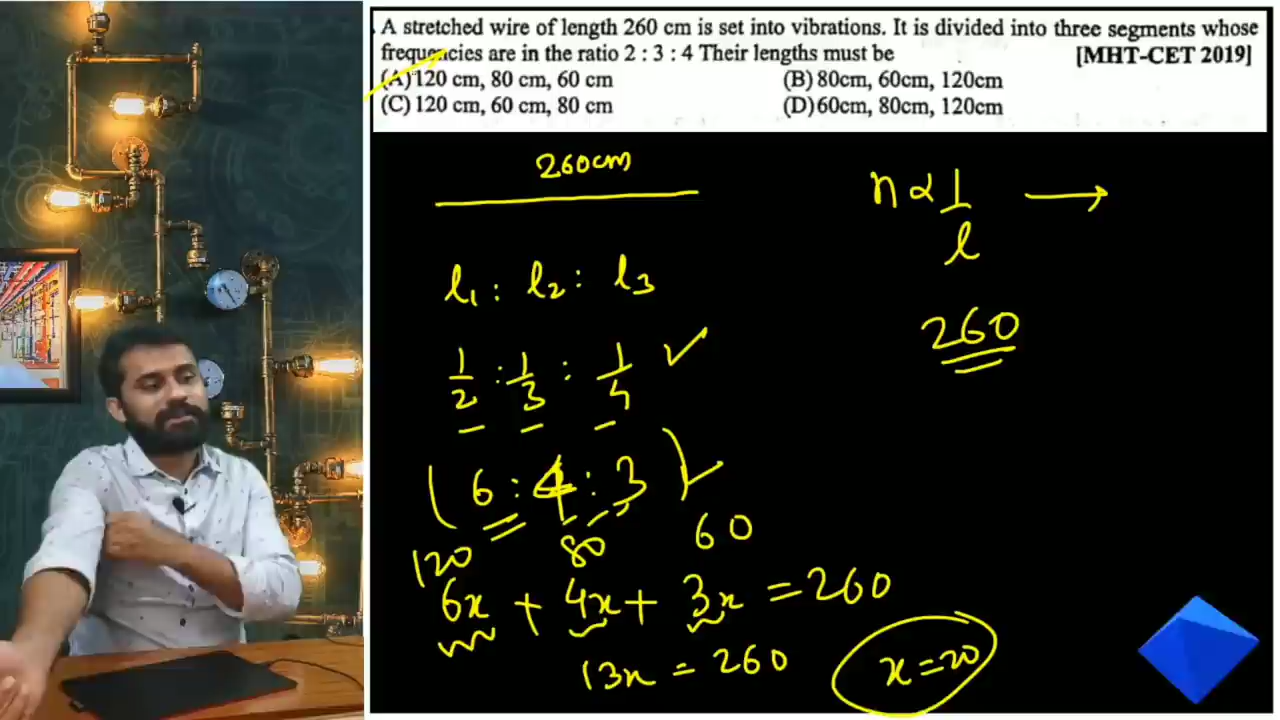 A stretched wire of length 260 cm is set into vibrations. It is divided into three segments whose
frequencies are in the ratio 2 : 3 : 4 Their lengths must be [MHT-CET 2019]
(A) 120 cm, 80 cm, 60 cm (B) 80cm, 60cm, 120cm
(C) 120 cm, 60 cm, 80 cm (D) 60cm, 80cm, 120cm
260cm
n ∝ 1/l →
l₁ : l₂ : l₃
260
1/2 : 1/3 : 1/4 ✓
(6 : 4 : 3)
120 80 60
6x + 4x + 3x = 260
13x = 260
x = 20